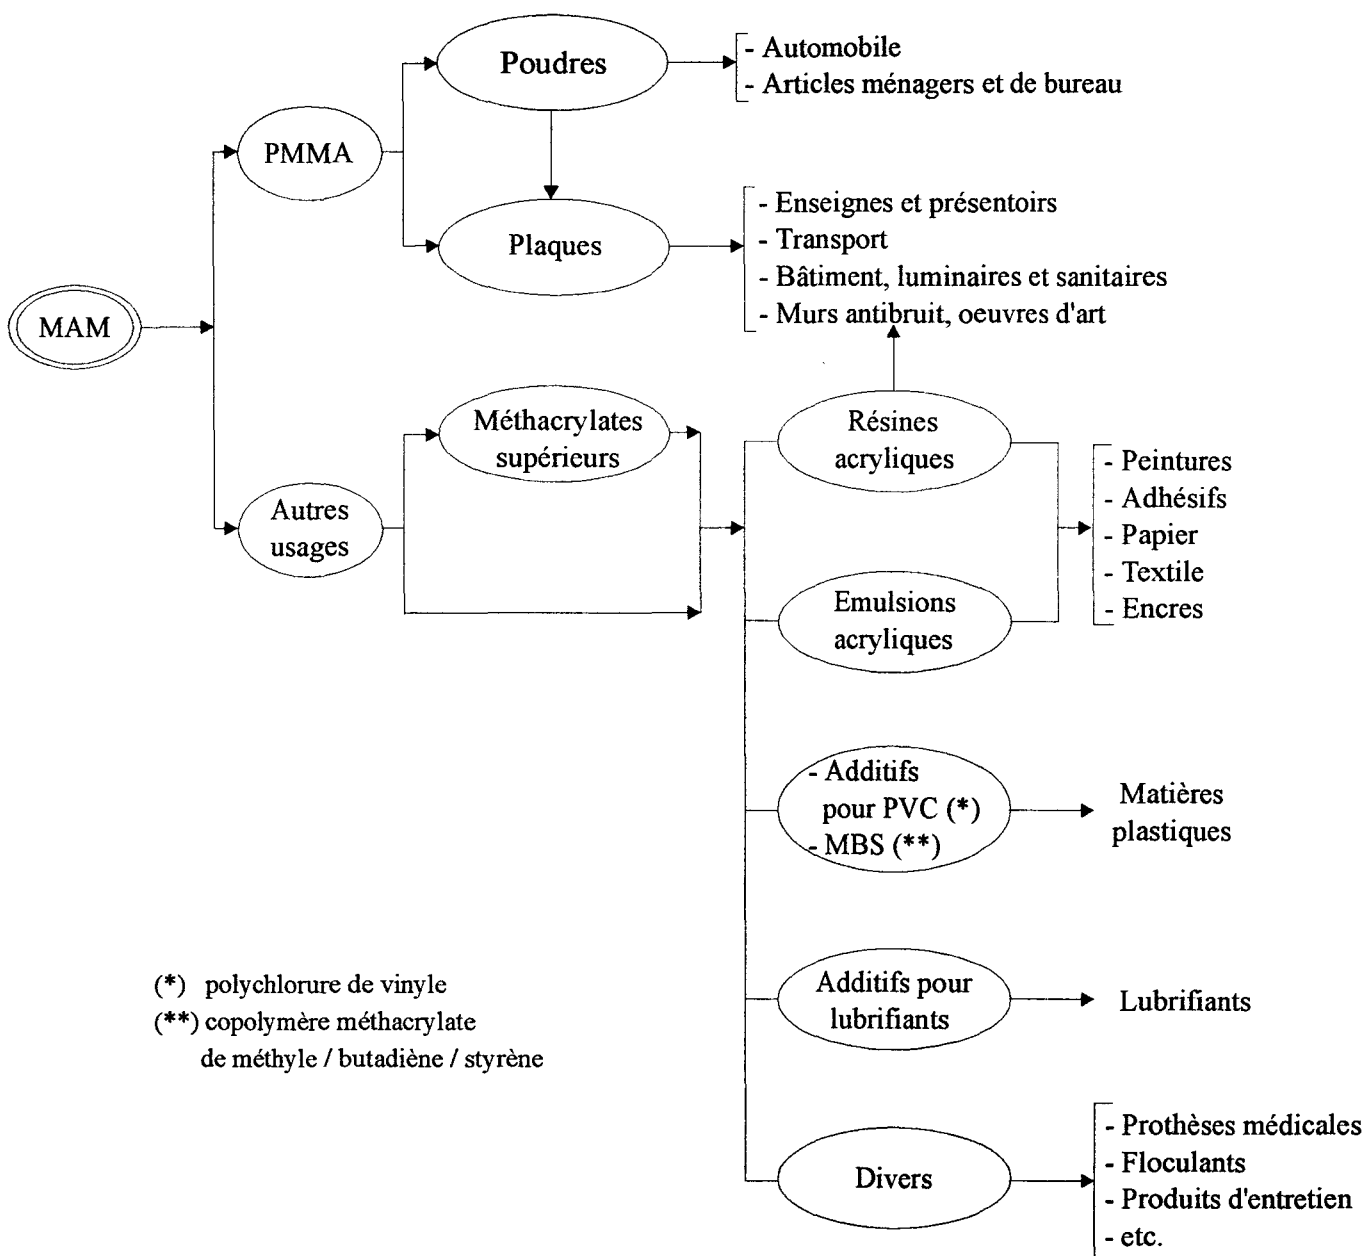 Poudres
- Automobile
- Articles ménagers et de bureau
PMMA
Plaques
- Enseignes et présentoirs
- Transport
- Bâtiment, luminaires et sanitaires
- Murs antibruit, oeuvres d'art
MAM
Méthacrylates
supérieurs
Autres
usages
Résines
acryliques
Emulsions
acryliques
- Peintures
- Adhésifs
- Papier
- Textile
- Encres
- Additifs
pour PVC (*)
- MBS (**)
Matières
plastiques
Additifs pour
lubrifiants
Lubrifiants
(*) polychlorure de vinyle
(**) copolymère méthacrylate
de méthyle / butadiène / styrène
Divers
- Prothèses médicales
- Floculants
- Produits d'entretien
- etc.